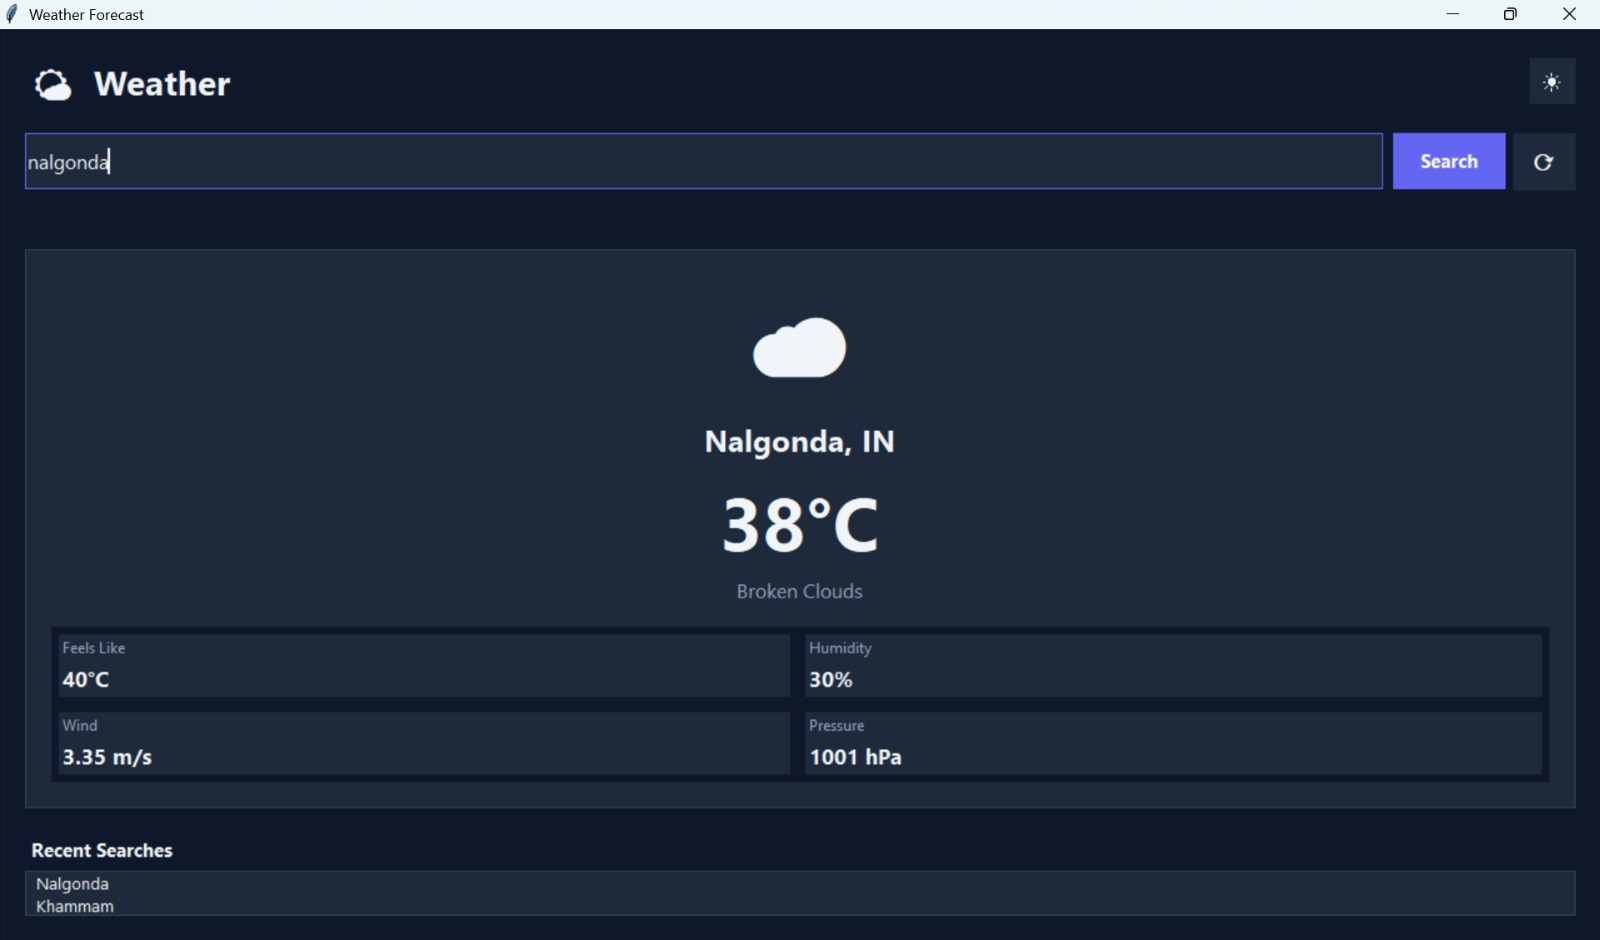 Weather Forecast
Weather
nalgonda
Search
Nalgonda, IN
38°C
Broken Clouds
Feels Like
40°C
Humidity
30%
Wind
3.35 m/s
Pressure
1001 hPa
Recent Searches
Nalgonda
Khammam